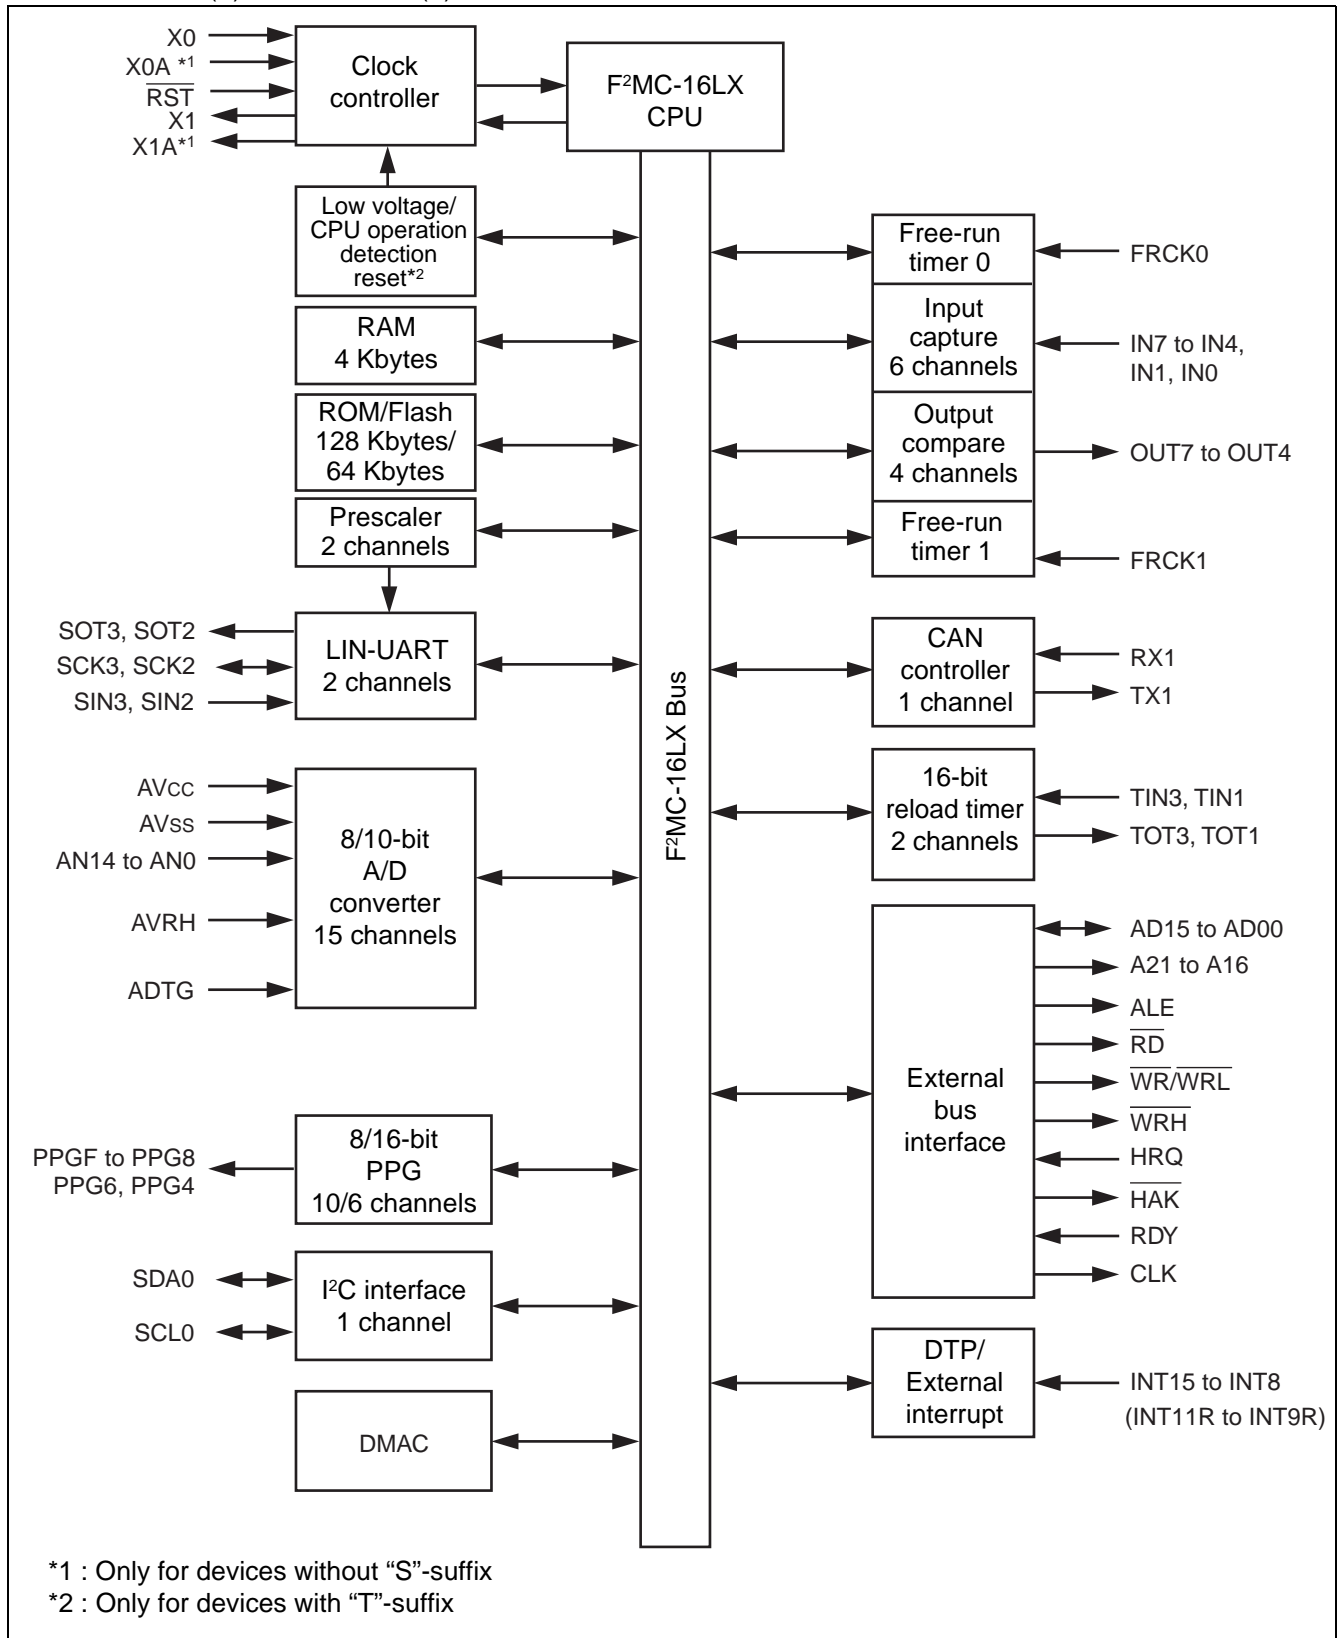 X0
X0A *1
RST
X1
X1A*1
Clock
controller
F²MC-16LX
CPU
Low voltage/
CPU operation
detection
reset*2
RAM
4 Kbytes
ROM/Flash
128 Kbytes/
64 Kbytes
Prescaler
2 channels
SOT3, SOT2
SCK3, SCK2
SIN3, SIN2
LIN-UART
2 channels
AVCC
AVSS
AN14 to AN0
AVRH
ADTG
8/10-bit
A/D
converter
15 channels
PPGF to PPG8
PPG6, PPG4
8/16-bit
PPG
10/6 channels
SDA0
SCL0
I²C interface
1 channel
DMAC
F²MC-16LX Bus
Free-run
timer 0
FRCK0
Input
capture
6 channels
IN7 to IN4,
IN1, IN0
Output
compare
4 channels
OUT7 to OUT4
Free-run
timer 1
FRCK1
CAN
controller
1 channel
RX1
TX1
16-bit
reload timer
2 channels
TIN3, TIN1
TOT3, TOT1
External
bus
interface
AD15 to AD00
A21 to A16
ALE
RD
WR/WRL
WRH
HRQ
HAK
RDY
CLK
DTP/
External
interrupt
INT15 to INT8
(INT11R to INT9R)
*1 : Only for devices without “S”-suffix
*2 : Only for devices with “T”-suffix